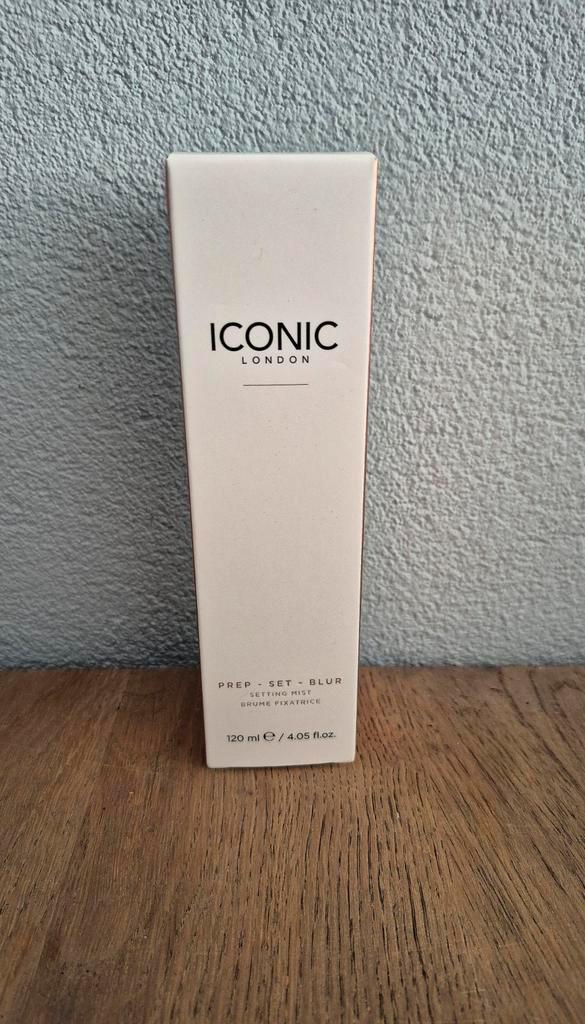 ICONIC
LONDON
PREP - SET - BLUR
SETTING MIST
BRUME FIXATRICE
120 ml ℮ / 4.05 fl.oz.